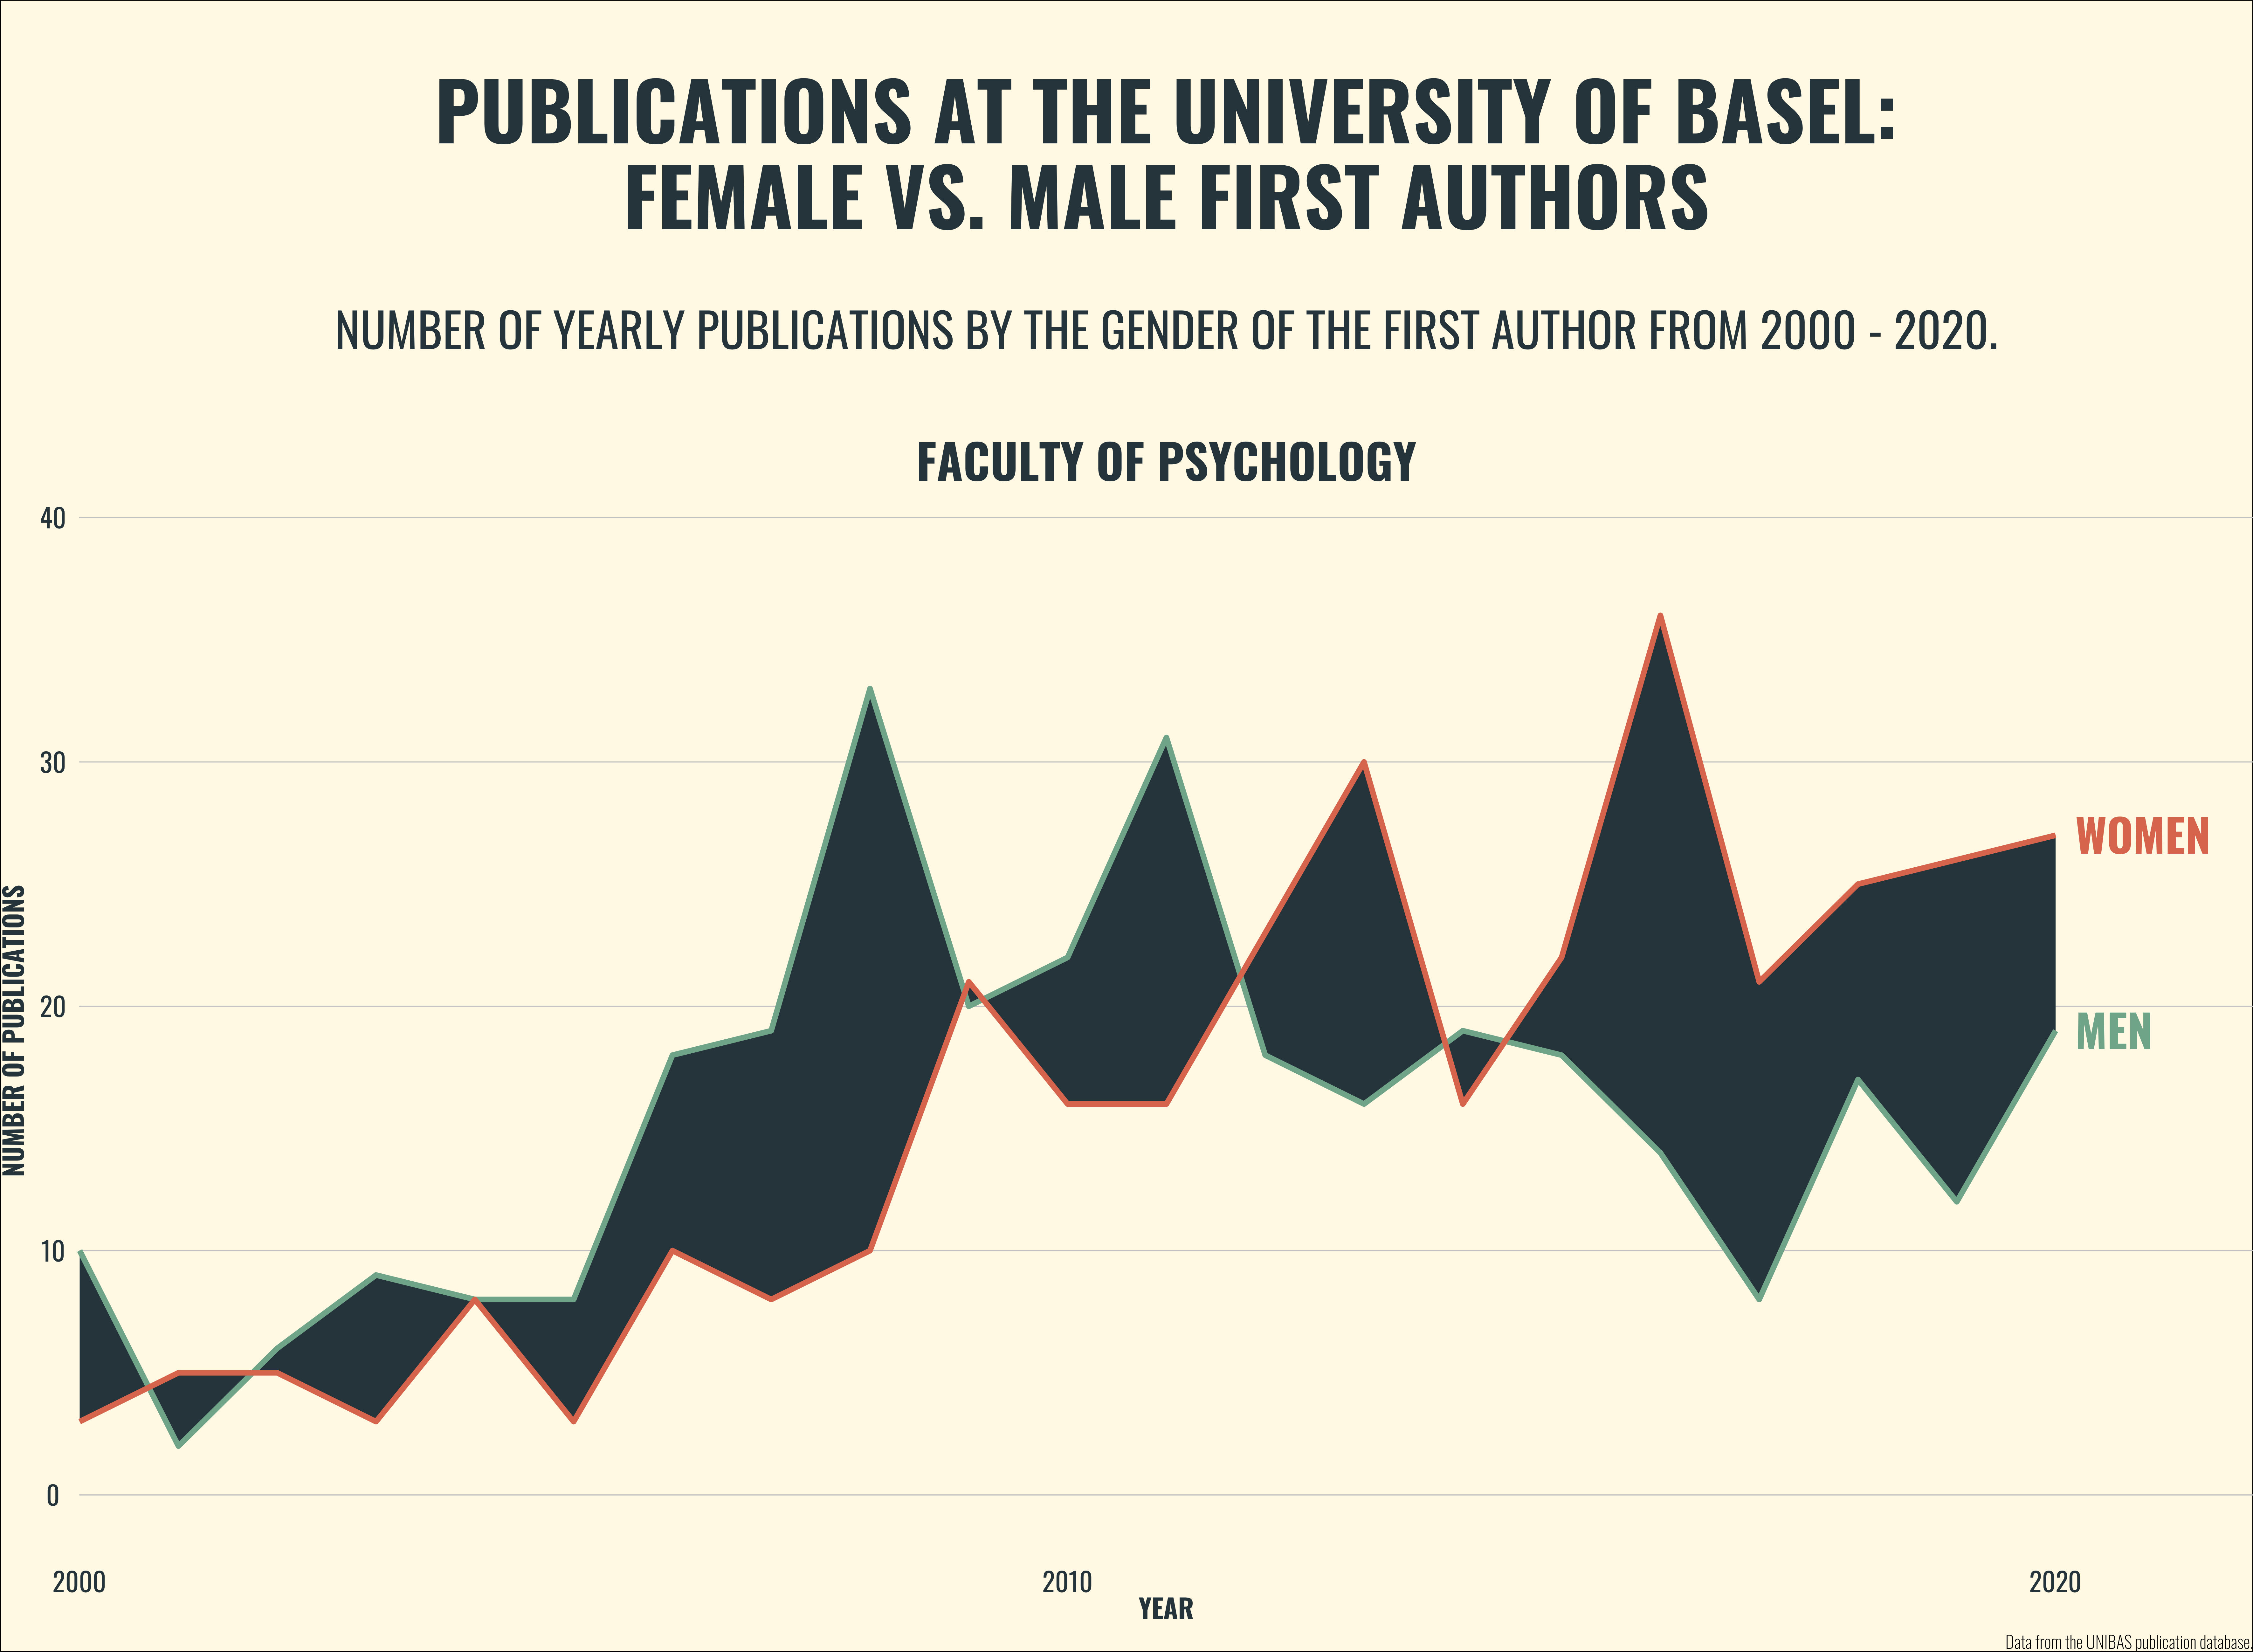 PUBLICATIONS AT THE UNIVERSITY OF BASEL:
FEMALE VS. MALE FIRST AUTHORS
NUMBER OF YEARLY PUBLICATIONS BY THE GENDER OF THE FIRST AUTHOR FROM 2000 - 2020.
FACULTY OF PSYCHOLOGY
40
30
20
10
0
NUMBER OF PUBLICATIONS
WOMEN
MEN
2000
2010
2020
YEAR
Data from the UNIBAS publication database.